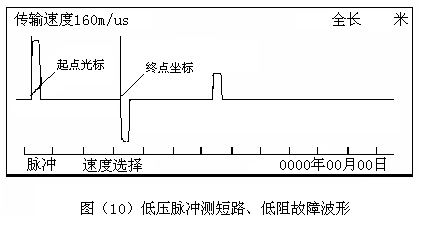 传输速度160m/us 全长 米
起点光标
终点坐标
脉冲 速度选择 0000年00月00日
图（10）低压脉冲测短路、低阻故障波形